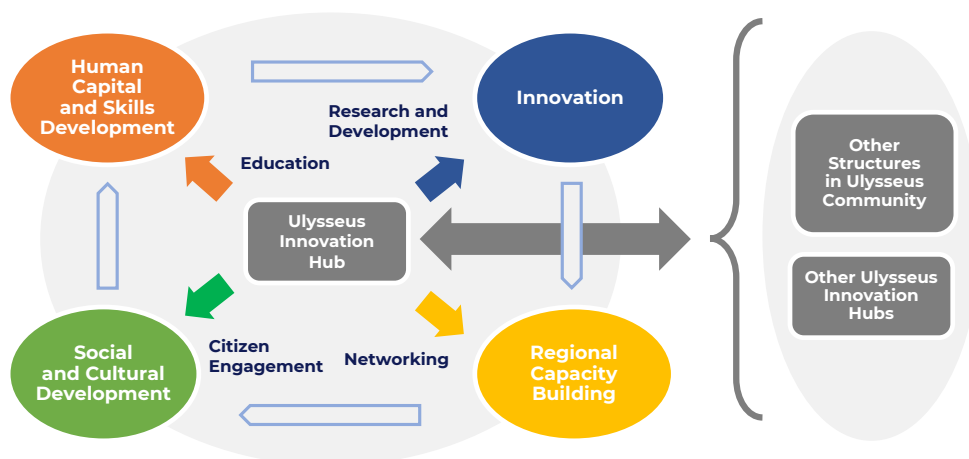 Human
Capital
and Skills
Development
Innovation
Research and
Development
Education
Ulysseus
Innovation
Hub
Citizen
Engagement
Networking
Social
and Cultural
Development
Regional
Capacity
Building
Other
Structures
in Ulysseus
Community
Other Ulysseus
Innovation
Hubs